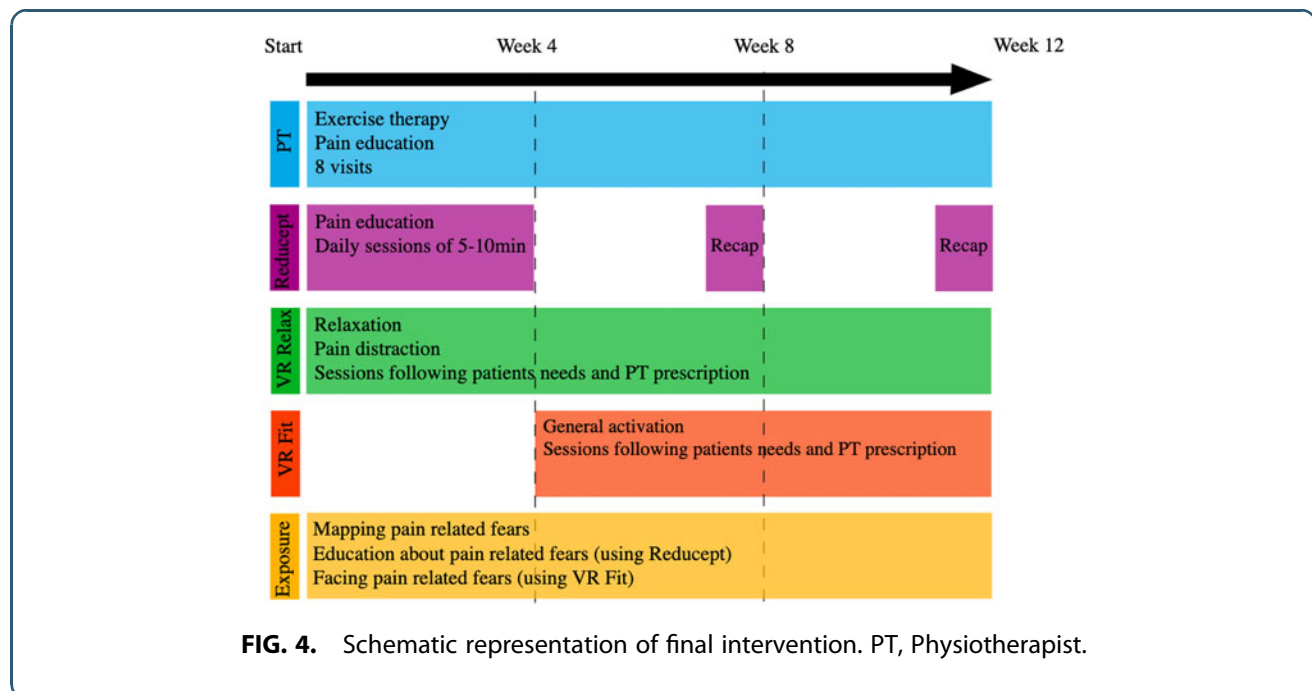 Start Week 4 Week 8 Week 12
PT
Exercise therapy
Pain education
8 visits
Reducept
Pain education
Daily sessions of 5-10min
Recap
Recap
VR Relax
Relaxation
Pain distraction
Sessions following patients needs and PT prescription
VR Fit
General activation
Sessions following patients needs and PT prescription
Exposure
Mapping pain related fears
Education about pain related fears (using Reducept)
Facing pain related fears (using VR Fit)
FIG. 4. Schematic representation of final intervention. PT, Physiotherapist.